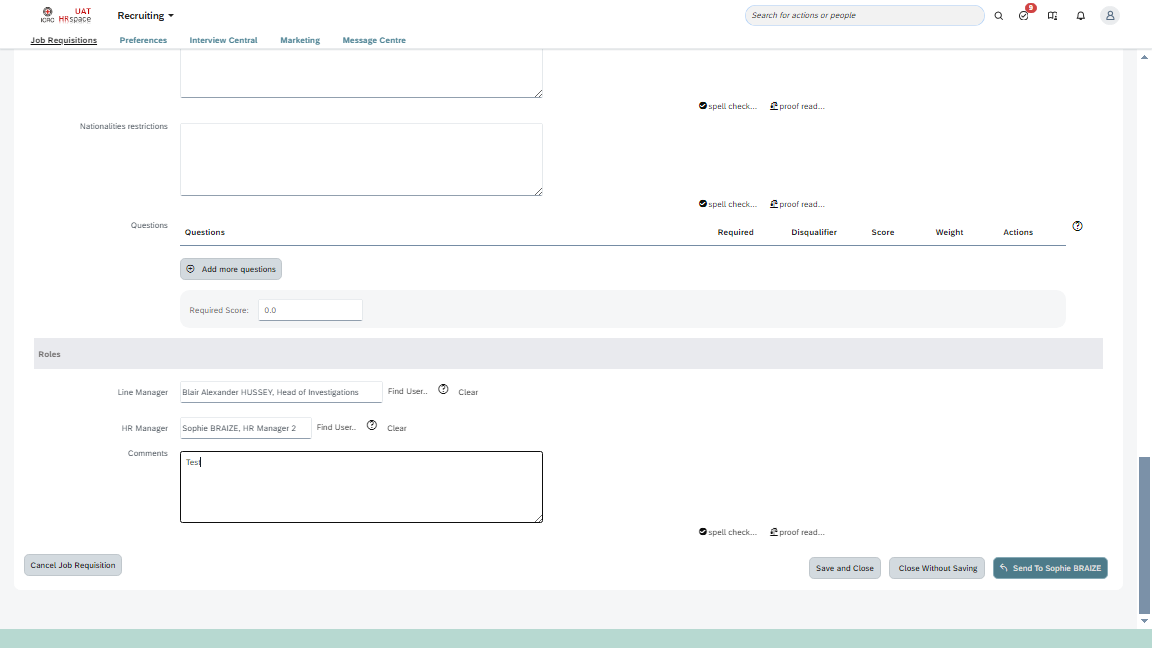 ICRC UAT HRspace Recruiting Search for actions or people 9
Job Requisitions Preferences Interview Central Marketing Message Centre
spell check... proof read...
Nationalities restrictions
spell check... proof read...
Questions Questions Required Disqualifier Score Weight Actions
Add more questions
Required Score: 0.0
Roles
Line Manager Blair Alexander HUSSEY, Head of Investigations Find User.. Clear
HR Manager Sophie BRAIZE, HR Manager 2 Find User.. Clear
Comments Test
spell check... proof read...
Cancel Job Requisition Save and Close Close Without Saving Send To Sophie BRAIZE